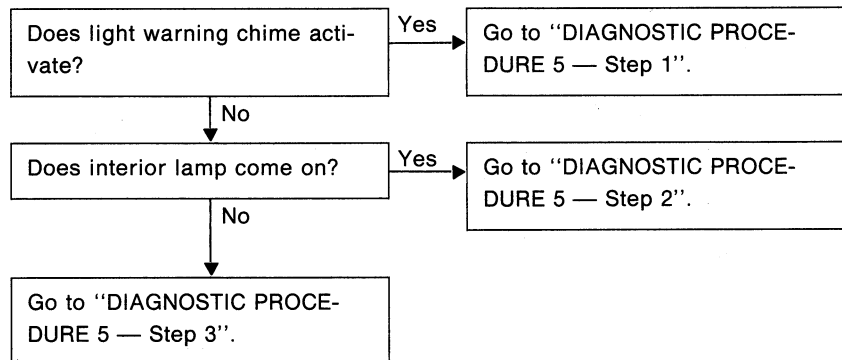 Does light warning chime acti-
vate?
Yes
Go to “DIAGNOSTIC PROCE-
DURE 5 — Step 1”.
No
Does interior lamp come on?
Yes
Go to “DIAGNOSTIC PROCE-
DURE 5 — Step 2”.
No
Go to “DIAGNOSTIC PROCE-
DURE 5 — Step 3”.